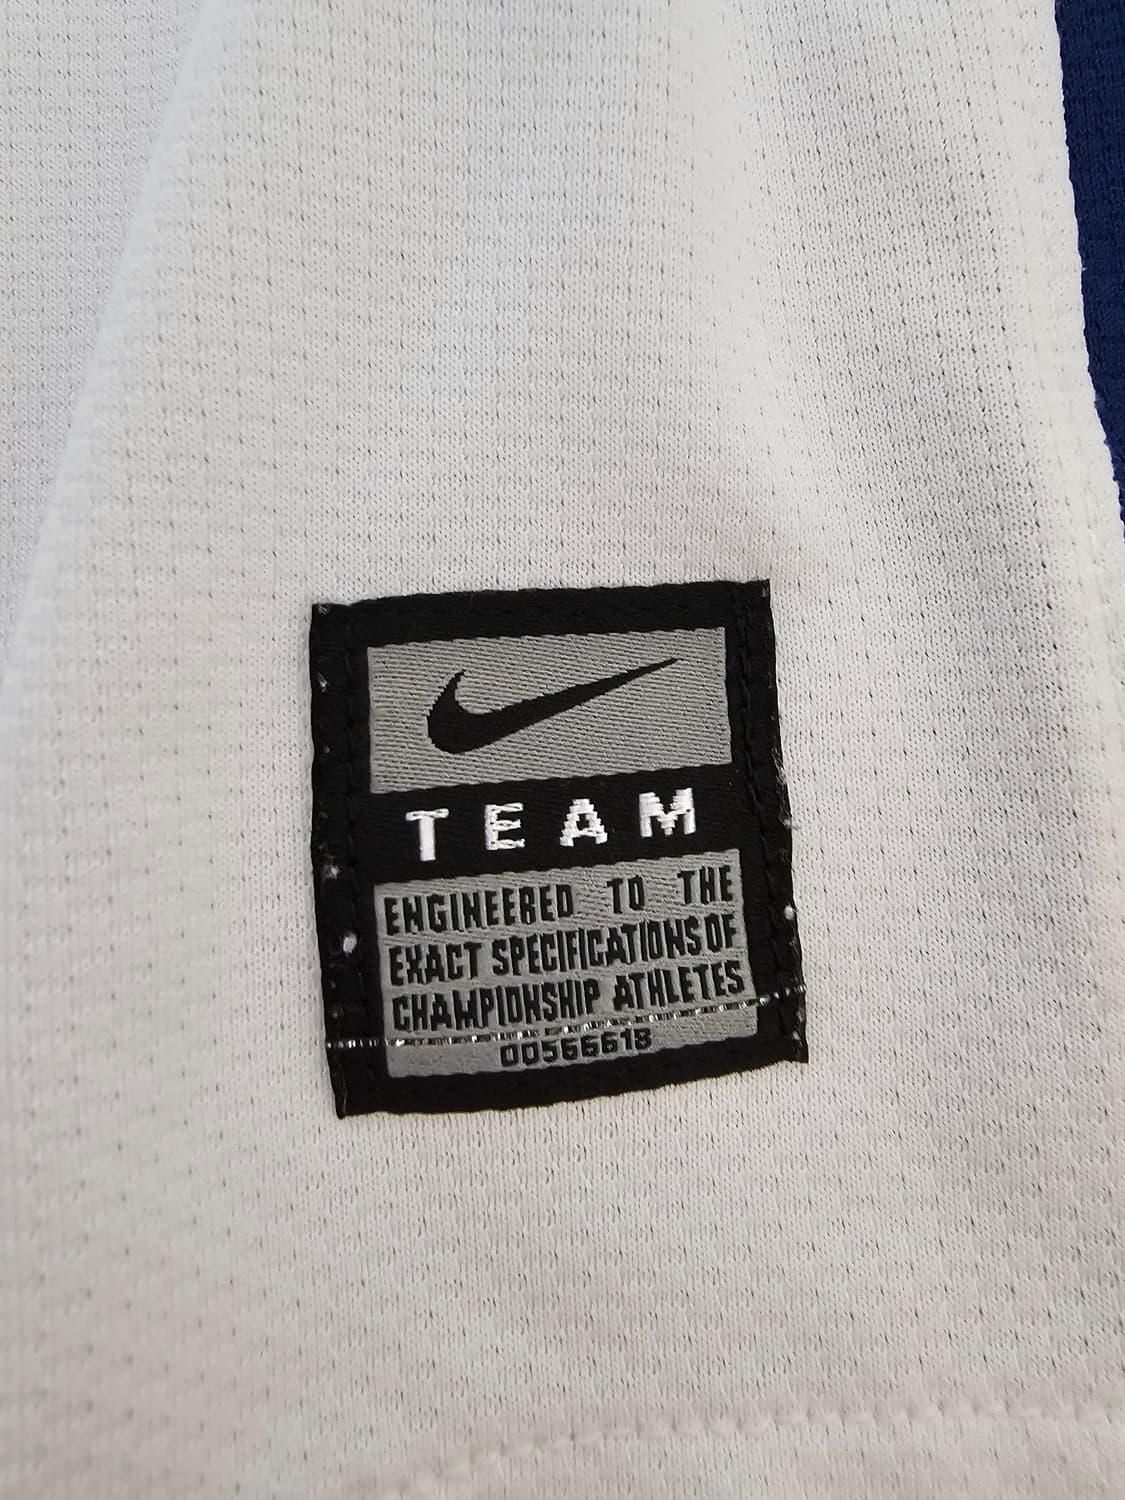 TEAM
ENGINEERED TO THE
EXACT SPECIFICATIONS OF
CHAMPIONSHIP ATHLETES
00566618